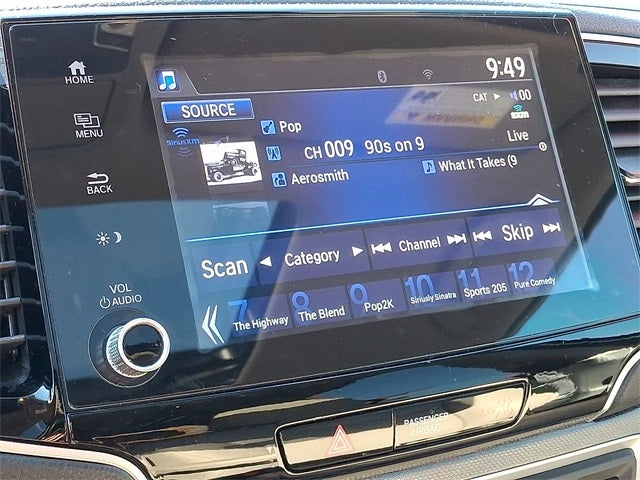 HOME
9:49
SOURCE
CAT ▶ 00
sxm
MENU
SiriusXM
Pop
Live
CH 009 90s on 9
Aerosmith
What It Takes (9
BACK
Scan
◀ Category ▶
Channel
Skip
VOL
AUDIO
7 The Highway
8 The Blend
9 Pop2K
10 Siriusly Sinatra
11 Sports 205
12 Pure Comedy
PASSENGER
AIRBAG